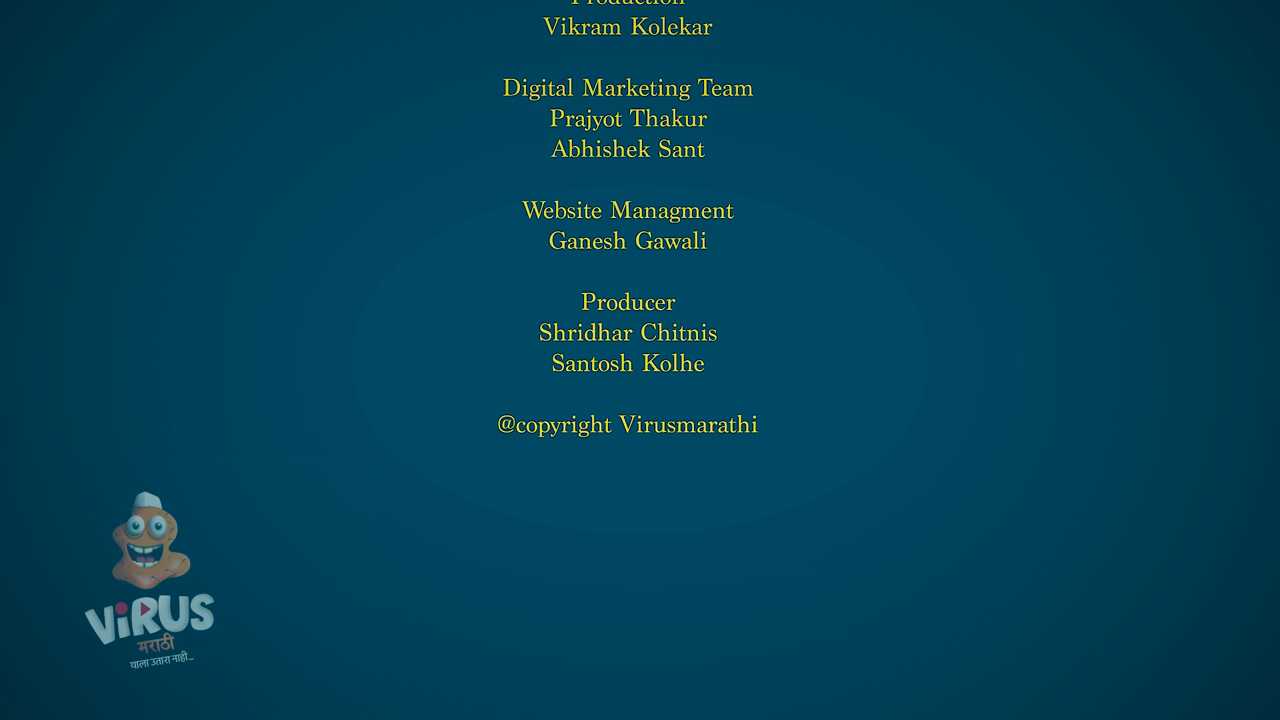 Production
Vikram Kolekar
Digital Marketing Team
Prajyot Thakur
Abhishek Sant
Website Managment
Ganesh Gawali
Producer
Shridhar Chitnis
Santosh Kolhe
@copyright Virusmarathi
ViRUS
मराठी
याला उतारा नाही...